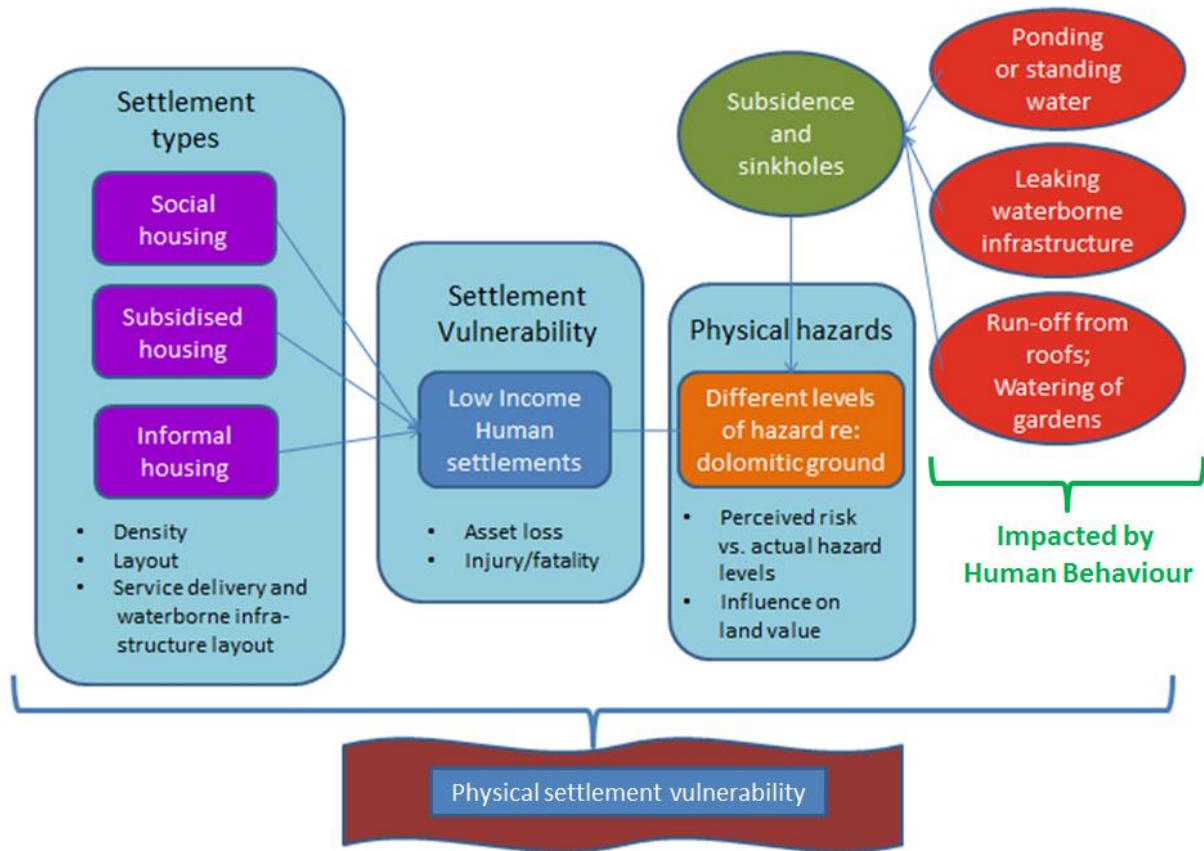 Settlement
types
Social
housing
Subsidised
housing
Informal
housing
• Density
• Layout
• Service delivery and
waterborne infra-
structure layout
Settlement
Vulnerability
Low Income
Human
settlements
• Asset loss
• Injury/fatality
Subsidence
and
sinkholes
Physical hazards
Different levels
of hazard re:
dolomitic ground
• Perceived risk
vs. actual hazard
levels
• Influence on
land value
Ponding
or standing
water
Leaking
waterborne
infrastructure
Run-off from
roofs;
Watering of
gardens
Impacted by
Human Behaviour
Physical settlement vulnerability